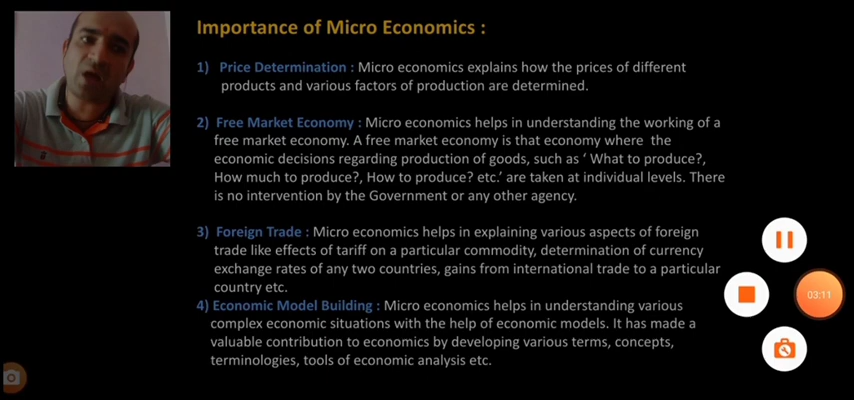 Importance of Micro Economics :
1) Price Determination : Micro economics explains how the prices of different
products and various factors of production are determined.
2) Free Market Economy : Micro economics helps in understanding the working of a
free market economy. A free market economy is that economy where the
economic decisions regarding production of goods, such as ‘ What to produce?,
How much to produce?, How to produce? etc.’ are taken at individual levels. There
is no intervention by the Government or any other agency.
3) Foreign Trade : Micro economics helps in explaining various aspects of foreign
trade like effects of tariff on a particular commodity, determination of currency
exchange rates of any two countries, gains from international trade to a particular
country etc.
03:11
4) Economic Model Building : Micro economics helps in understanding various
complex economic situations with the help of economic models. It has made a
valuable contribution to economics by developing various terms, concepts,
terminologies, tools of economic analysis etc.